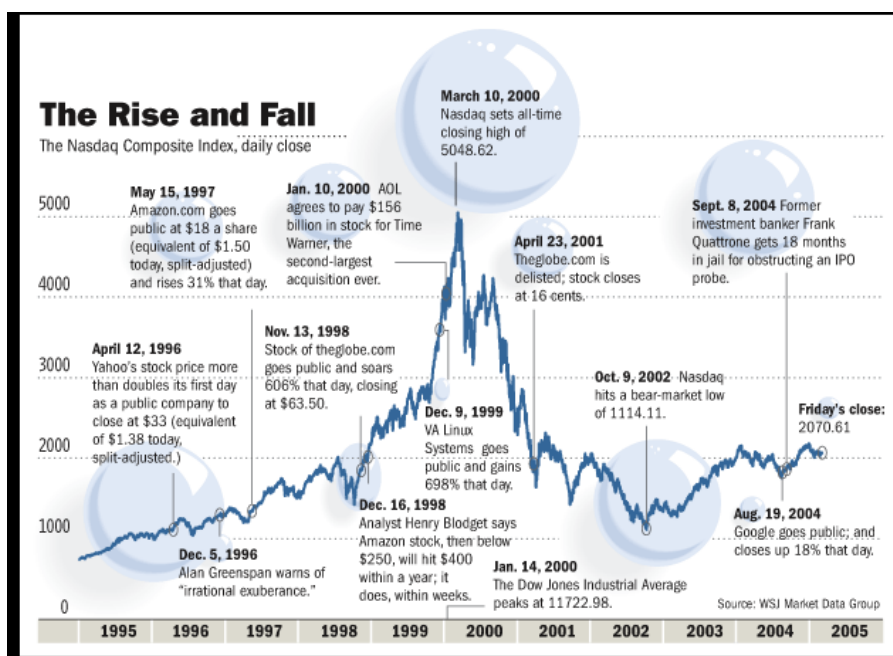 The Rise and Fall
The Nasdaq Composite Index, daily close
March 10, 2000
Nasdaq sets all-time
closing high of
5048.62.
May 15, 1997
Amazon.com goes
public at $18 a share
(equivalent of $1.50
today, split-adjusted)
and rises 31% that day.
Jan. 10, 2000 AOL
agrees to pay $156
billion in stock for Time
Warner, the
second-largest
acquisition ever.
April 23, 2001
Theglobe.com is
delisted; stock closes
at 16 cents.
Sept. 8, 2004 Former
investment banker Frank
Quattrone gets 18 months
in jail for obstructing an IPO
probe.
April 12, 1996
Yahoo's stock price more
than doubles its first day
as a public company to
close at $33 (equivalent
of $1.38 today,
split-adjusted.)
Nov. 13, 1998
Stock of theglobe.com
goes public and soars
606% that day, closing
at $63.50.
Dec. 9, 1999
VA Linux
Systems goes
public and gains
698% that day.
Oct. 9, 2002 Nasdaq
hits a bear-market low
of 1114.11.
Friday's close:
2070.61
Dec. 5, 1996
Alan Greenspan warns of
"irrational exuberance."
Dec. 16, 1998
Analyst Henry Blodget says
Amazon stock, then below
$250, will hit $400
within a year; it
does, within weeks.
Jan. 14, 2000
The Dow Jones Industrial Average
peaks at 11722.98.
Aug. 19, 2004
Google goes public; and
closes up 18% that day.
Source: WSJ Market Data Group
5000
4000
3000
2000
1000
0
1995 1996 1997 1998 1999 2000 2001 2002 2003 2004 2005